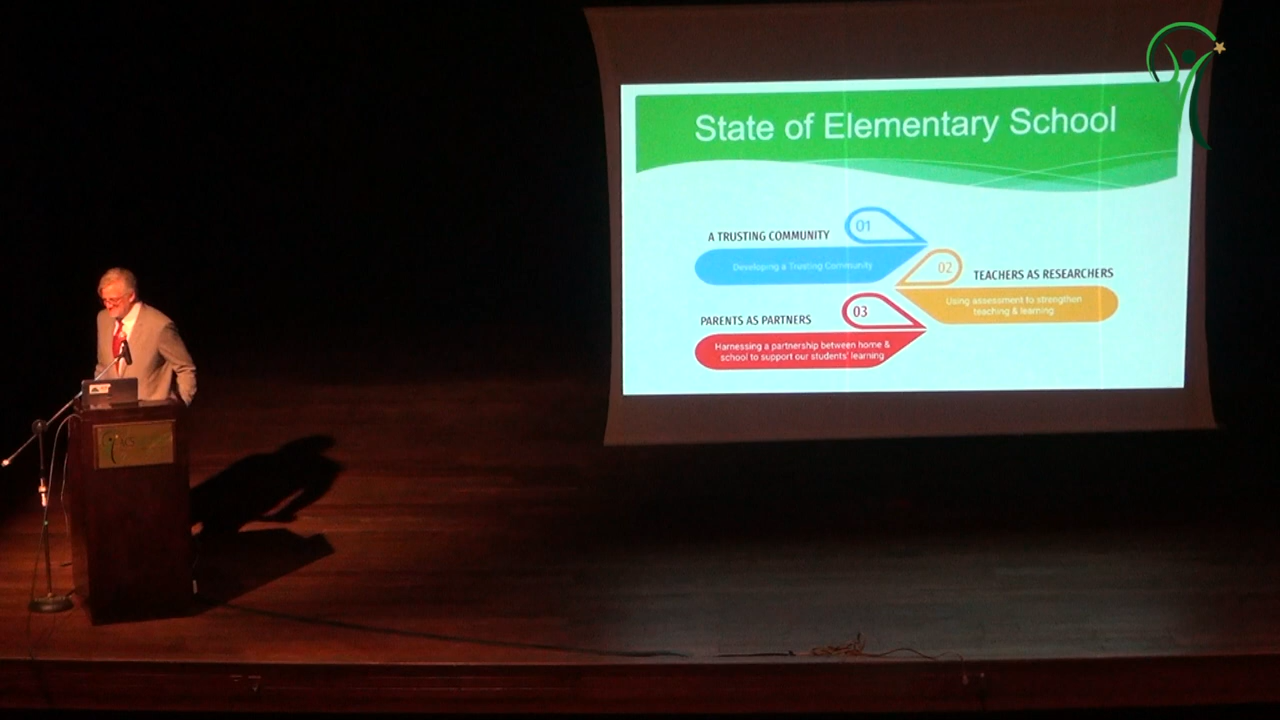 State of Elementary School
01
A TRUSTING COMMUNITY
Developing a Trusting Community
02
TEACHERS AS RESEARCHERS
Using assessment to strengthen
teaching & learning
03
PARENTS AS PARTNERS
Harnessing a partnership between home &
school to support our students' learning